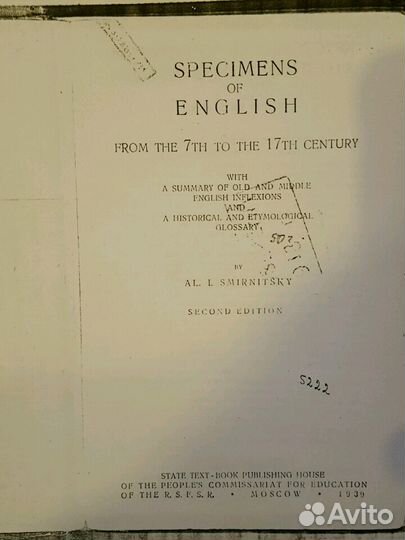 SPECIMENS
OF
ENGLISH
FROM THE 7TH TO THE 17TH CENTURY
WITH
A SUMMARY OF OLD AND MIDDLE
ENGLISH INFLEXIONS
AND
A HISTORICAL AND ETYMOLOGICAL
GLOSSARY
BY
AL. I. SMIRNITSKY
SECOND EDITION
5222
STATE TEXT-BOOK PUBLISHING HOUSE
OF THE PEOPLE'S COMMISSARIAT FOR EDUCATION
OF THE R. S. F. S. R. • MOSCOW • 1939
Avito